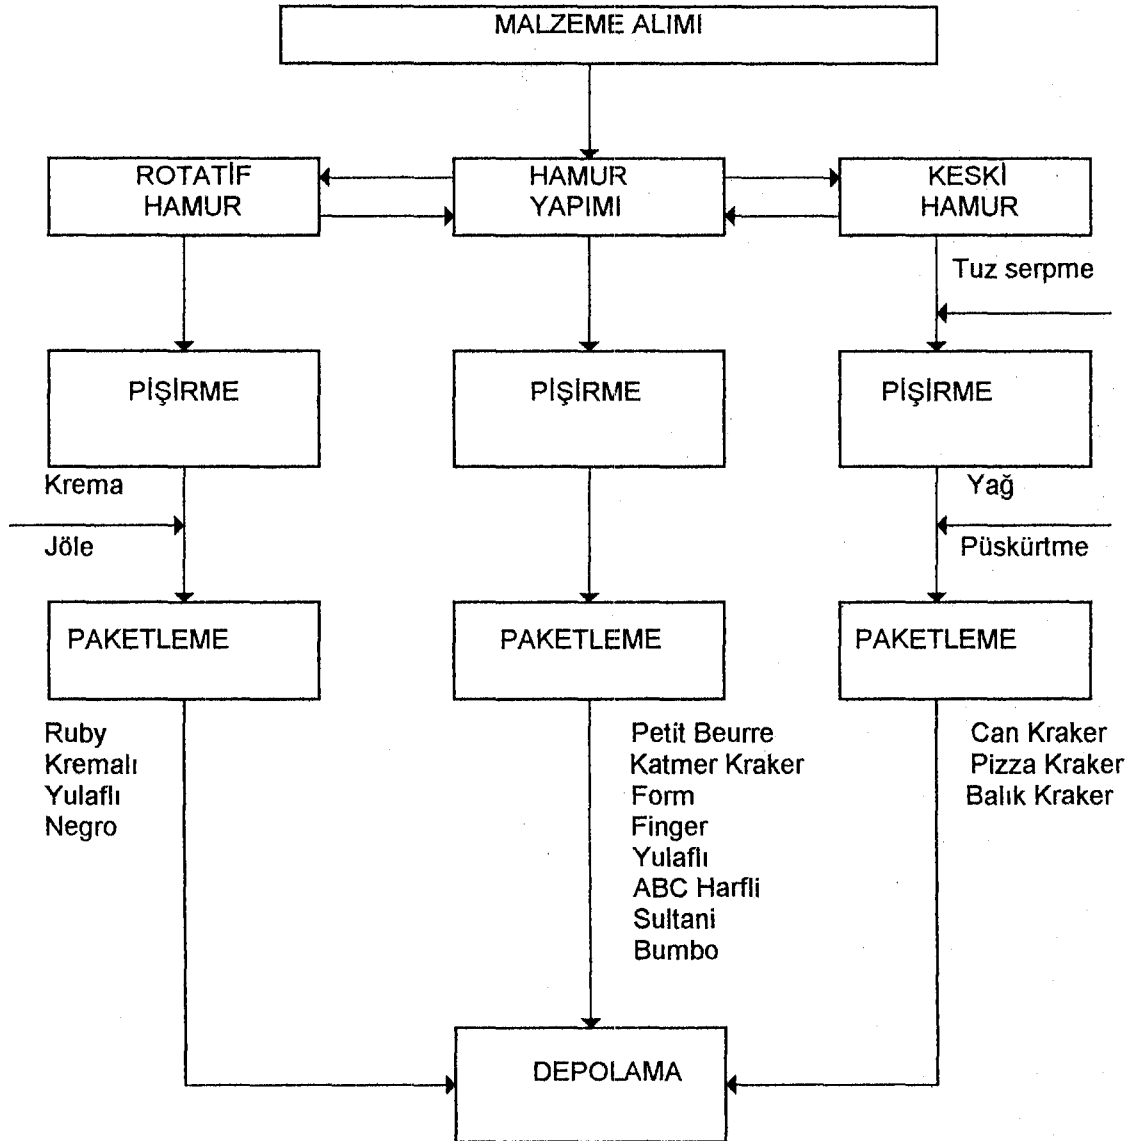 MALZEME ALIMI
ROTATİF
HAMUR
HAMUR
YAPIMI
KESKİ
HAMUR
Tuz serpme
PİŞİRME
PİŞİRME
PİŞİRME
Krema
Jöle
Yağ
Püskürtme
PAKETLEME
PAKETLEME
PAKETLEME
Ruby
Kremalı
Yulaflı
Negro
Petit Beurre
Katmer Kraker
Form
Finger
Yulaflı
ABC Harfli
Sultani
Bumbo
Can Kraker
Pizza Kraker
Balık Kraker
DEPOLAMA